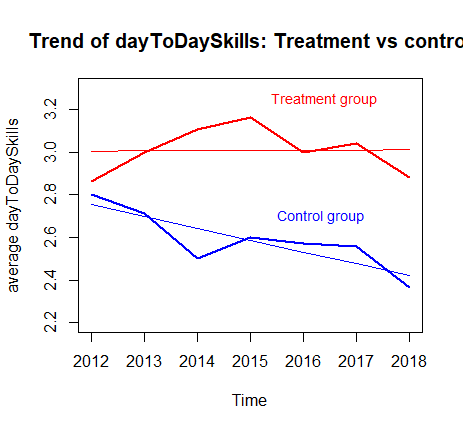 Trend of dayToDaySkills: Treatment vs contro
Treatment group
Control group
average dayToDaySkills
3.2
3.0
2.8
2.6
2.4
2.2
2012 2013 2014 2015 2016 2017 2018
Time